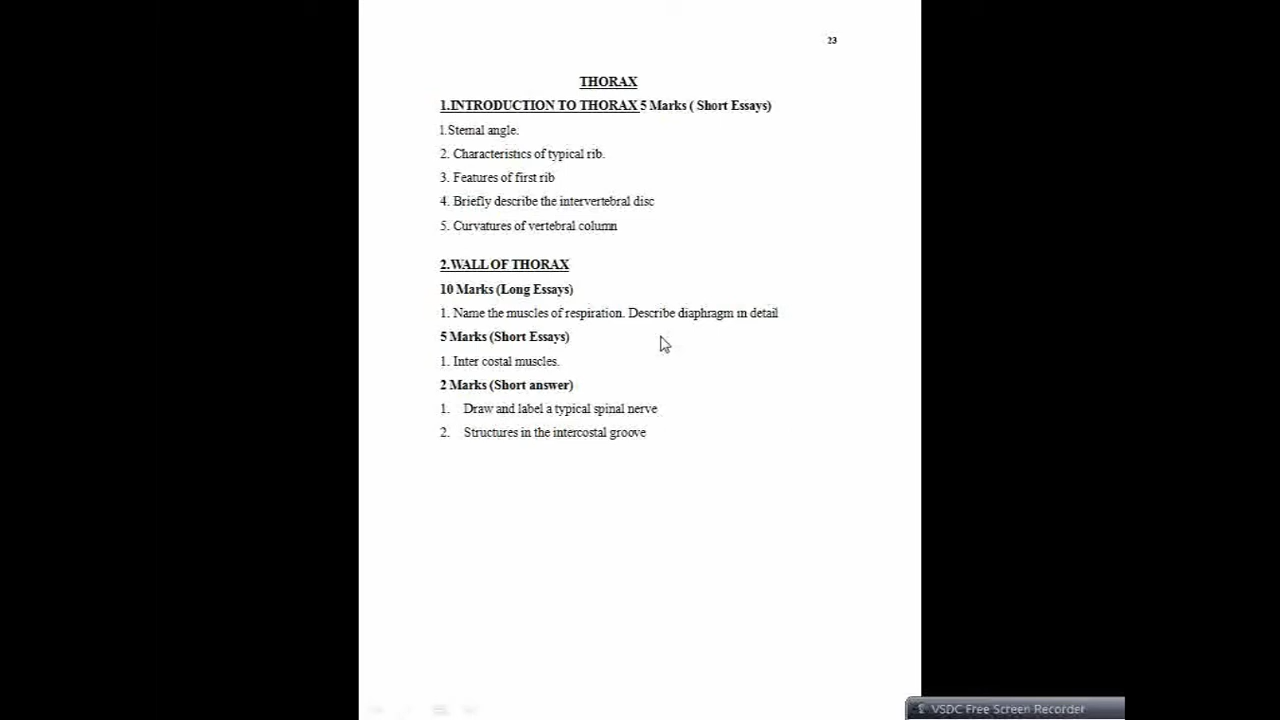 23
THORAX
1.INTRODUCTION TO THORAX 5 Marks ( Short Essays)
1.Sternal angle.
2. Characteristics of typical rib.
3. Features of first rib
4. Briefly describe the intervertebral disc
5. Curvatures of vertebral column
2.WALL OF THORAX
10 Marks (Long Essays)
1. Name the muscles of respiration. Describe diaphragm in detail
5 Marks (Short Essays)
1. Inter costal muscles.
2 Marks (Short answer)
1. Draw and label a typical spinal nerve
2. Structures in the intercostal groove
VSDC Free Screen Recorder